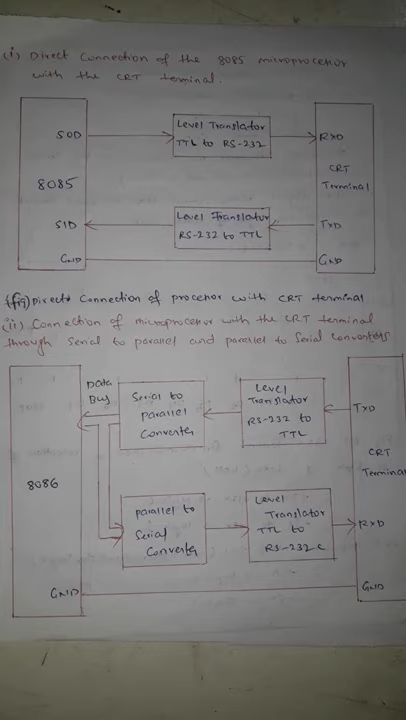 (i) Direct Connection of the 8085 microprocessor
with the CRT terminal.
Level Translator
TTL to RS-232
SOD
RXD
8085
CRT
Terminal
Level Translator
RS-232 to TTL
SID
TXD
GND
GND
(fig) Direct Connection of processor with CRT terminal
(ii) Connection of microprocessor with the CRT terminal
through Serial to parallel and parallel to Serial Converters
Data
Bus
Serial to
parallel
Converter
Level
Translator
RS-232 to
TTL
TXD
CRT
Terminal
8086
parallel to
Serial
Converter
Level
Translator
TTL to
RS-232C
RXD
GND
GND